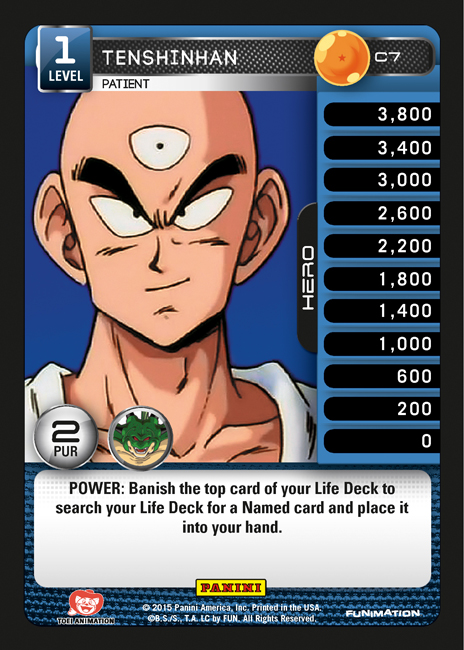 1
LEVEL
TENSHINHAN
C7
PATIENT
3,800
3,400
3,000
2,600
2,200
1,800
1,400
1,000
600
200
0
HERO
2
PUR
POWER: Banish the top card of your Life Deck to
search your Life Deck for a Named card and place it
into your hand.
PANINI
TOEI ANIMATION
© 2015 Panini America, Inc. Printed in the USA.
©B.S./S., T.A. LC by FUN. All Rights Reserved.
FUNIMATION